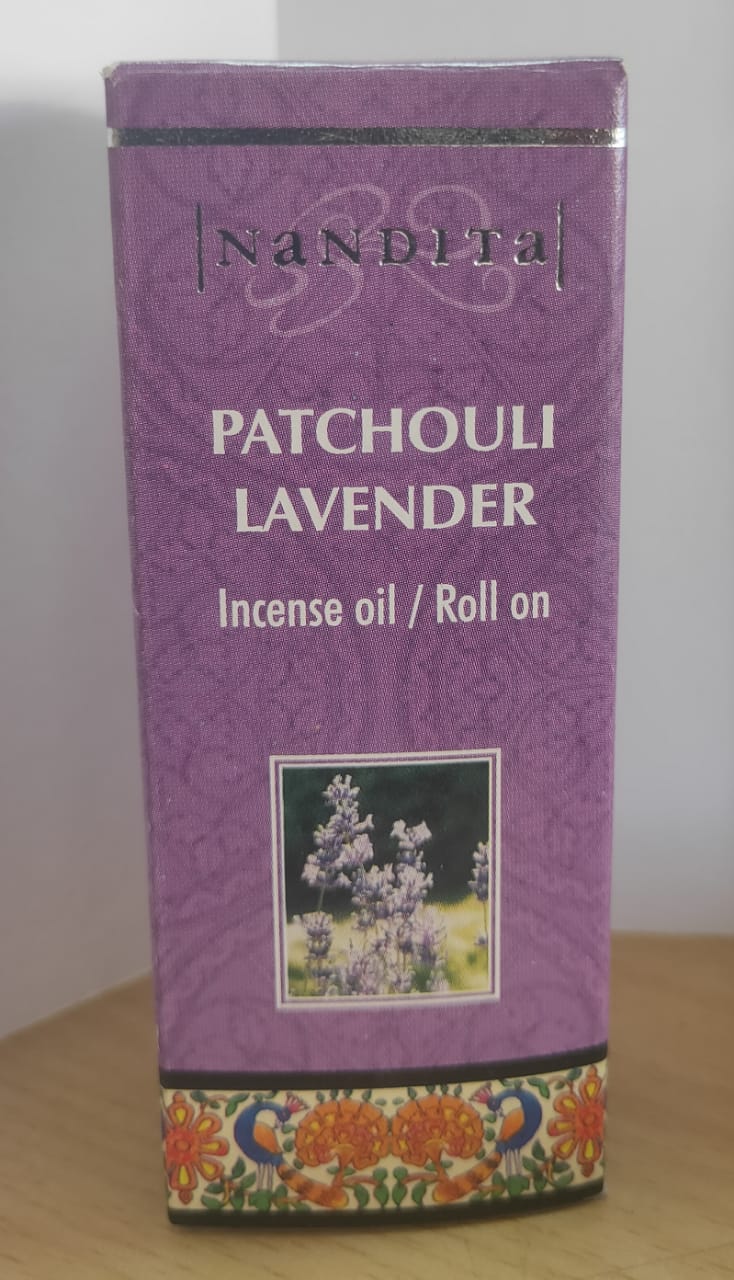 NaNDITa
PATCHOULI
LAVENDER
Incense oil / Roll on